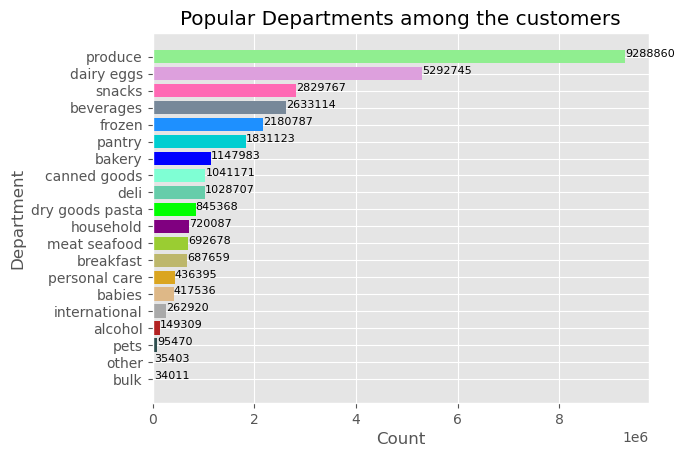 Popular Departments among the customers
produce 9288860
dairy eggs 5292745
snacks 2829767
beverages 2633114
frozen 2180787
pantry 1831123
bakery 1147983
canned goods 1041171
deli 1028707
dry goods pasta 845368
household 720087
meat seafood 692678
breakfast 687659
personal care 436395
babies 417536
international 262920
alcohol 149309
pets 95470
other 35403
bulk 34011
Department
0 2 4 6 8
1e6
Count